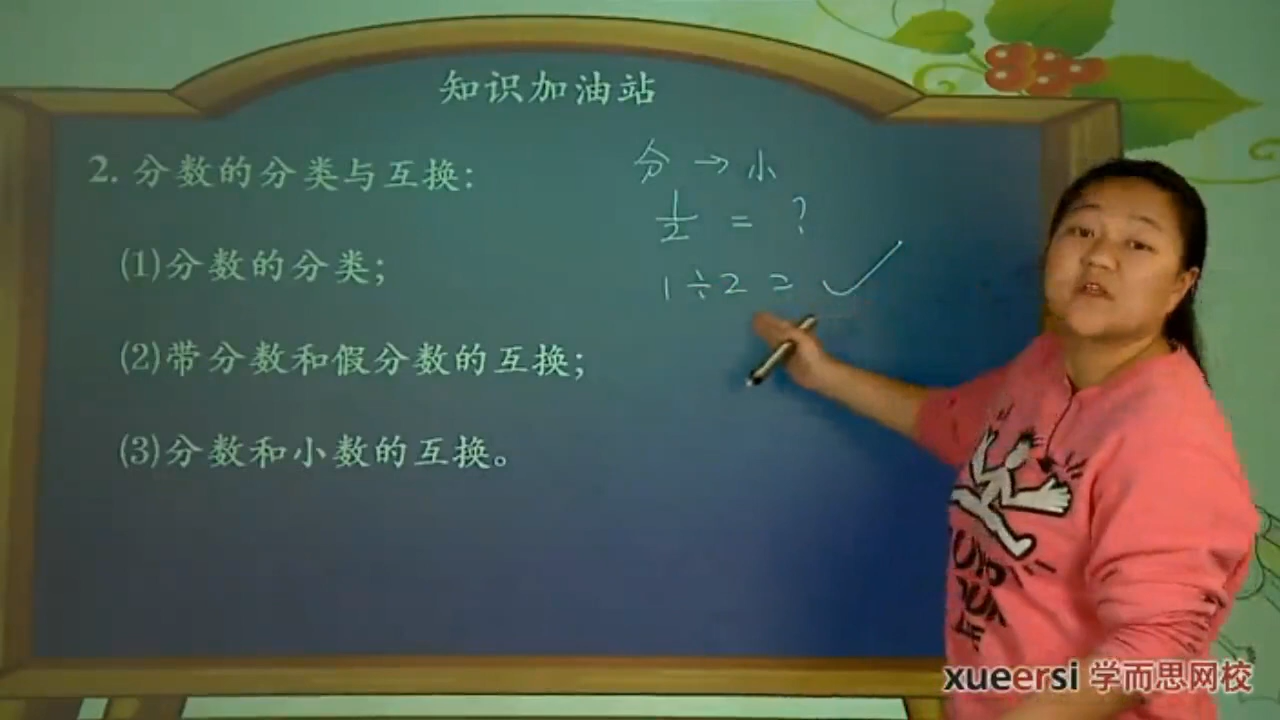 知识加油站
2. 分数的分类与互换:
(1)分数的分类;
(2)带分数和假分数的互换;
(3)分数和小数的互换。
分 → 小
1/2 = ?
1÷2 = ✓
xueersi 学而思网校